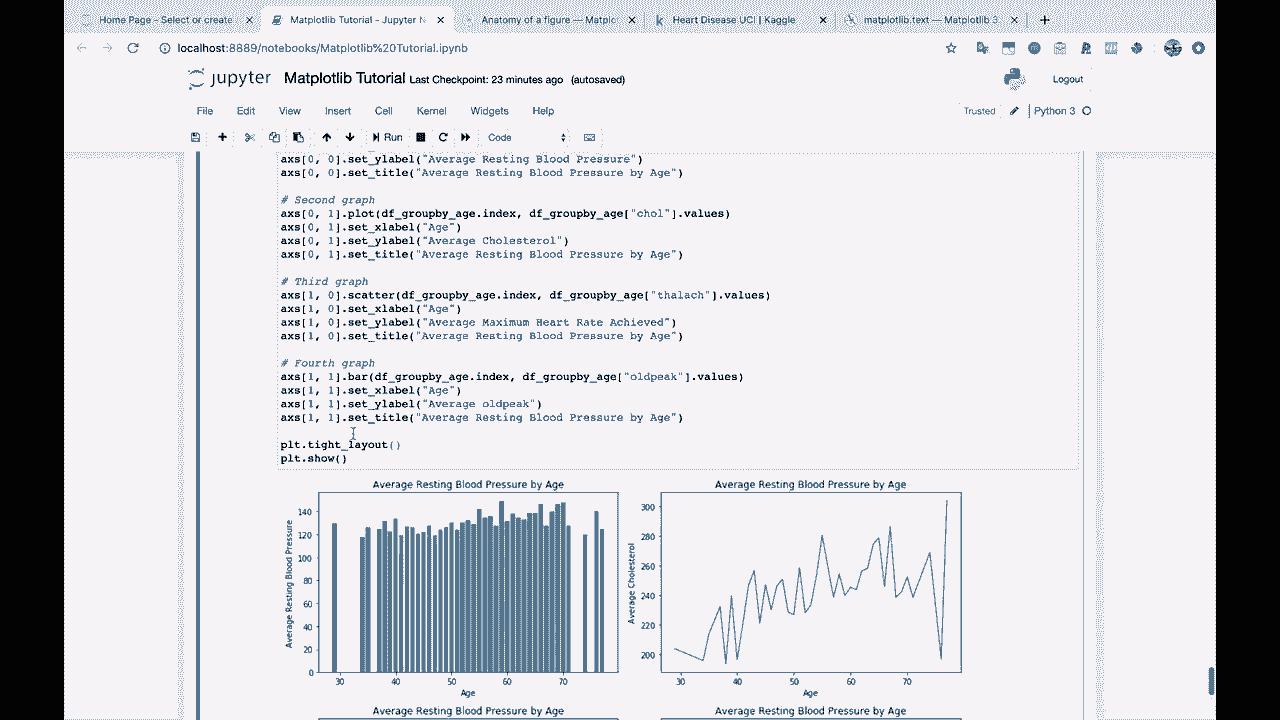 Home Page - Select or create
Matplotlib Tutorial - Jupyter N
Anatomy of a figure — Matplo
Heart Disease UCI | Kaggle
matplotlib.text — Matplotlib 3
localhost:8889/notebooks/Matplotlib%20Tutorial.ipynb
jupyter Matplotlib Tutorial Last Checkpoint: 23 minutes ago (autosaved)
Logout
File Edit View Insert Cell Kernel Widgets Help
Trusted
Python 3
Run
Code
axs[0, 0].set_ylabel("Average Resting Blood Pressure")
axs[0, 0].set_title("Average Resting Blood Pressure by Age")
# Second graph
axs[0, 1].plot(df_groupby_age.index, df_groupby_age["chol"].values)
axs[0, 1].set_xlabel("Age")
axs[0, 1].set_ylabel("Average Cholesterol")
axs[0, 1].set_title("Average Resting Blood Pressure by Age")
# Third graph
axs[1, 0].scatter(df_groupby_age.index, df_groupby_age["thalach"].values)
axs[1, 0].set_xlabel("Age")
axs[1, 0].set_ylabel("Average Maximum Heart Rate Achieved")
axs[1, 0].set_title("Average Resting Blood Pressure by Age")
# Fourth graph
axs[1, 1].bar(df_groupby_age.index, df_groupby_age["oldpeak"].values)
axs[1, 1].set_xlabel("Age")
axs[1, 1].set_ylabel("Average oldpeak")
axs[1, 1].set_title("Average Resting Blood Pressure by Age")
plt.tight_layout()
plt.show()
Average Resting Blood Pressure by Age
Average Resting Blood Pressure
140
120
100
80
60
40
20
0
30 40 50 60 70
Age
Average Resting Blood Pressure by Age
Average Cholesterol
300
280
260
240
220
200
30 40 50 60 70
Age
Average Resting Blood Pressure by Age
Average Resting Blood Pressure by Age